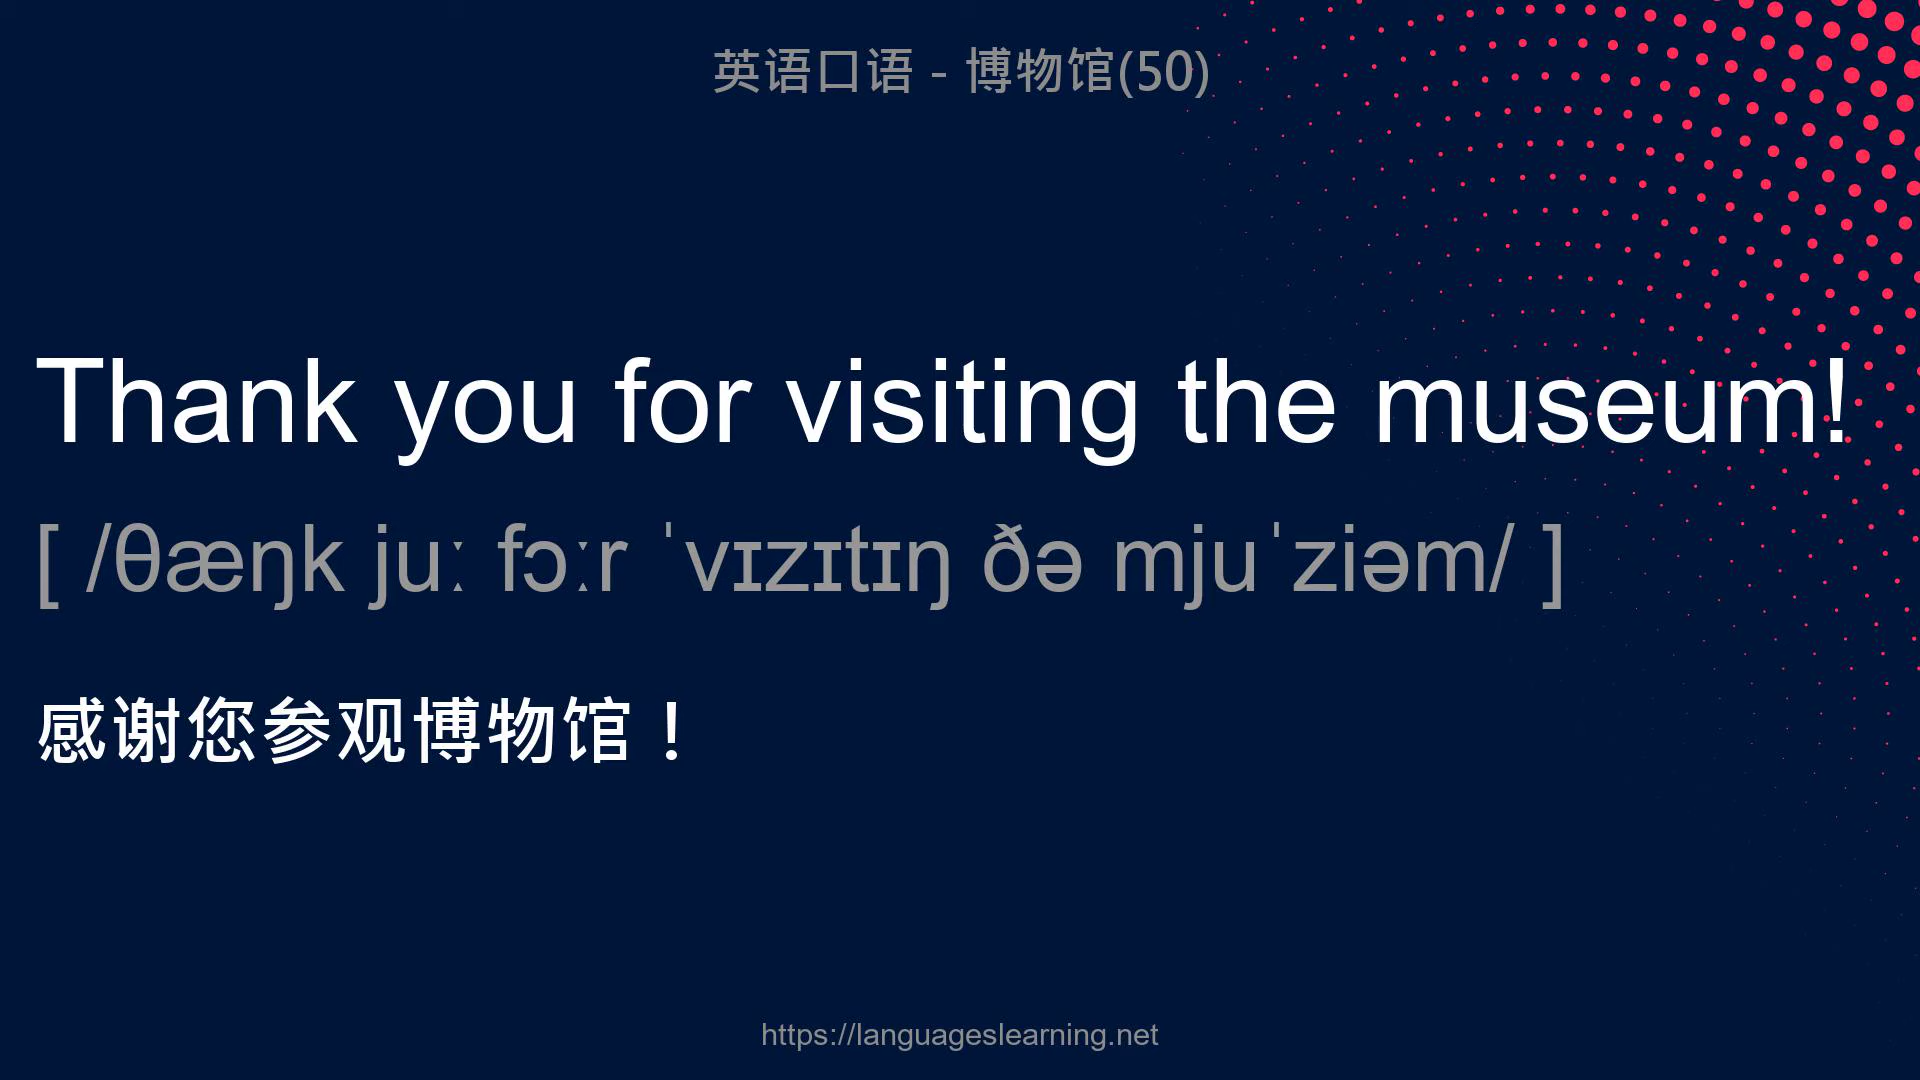 英语口语 - 博物馆(50)
Thank you for visiting the museum!
[ /θæŋk juː fɔːr ˈvɪzɪtɪŋ ðə mjuˈziəm/ ]
感谢您参观博物馆！
https://languageslearning.net